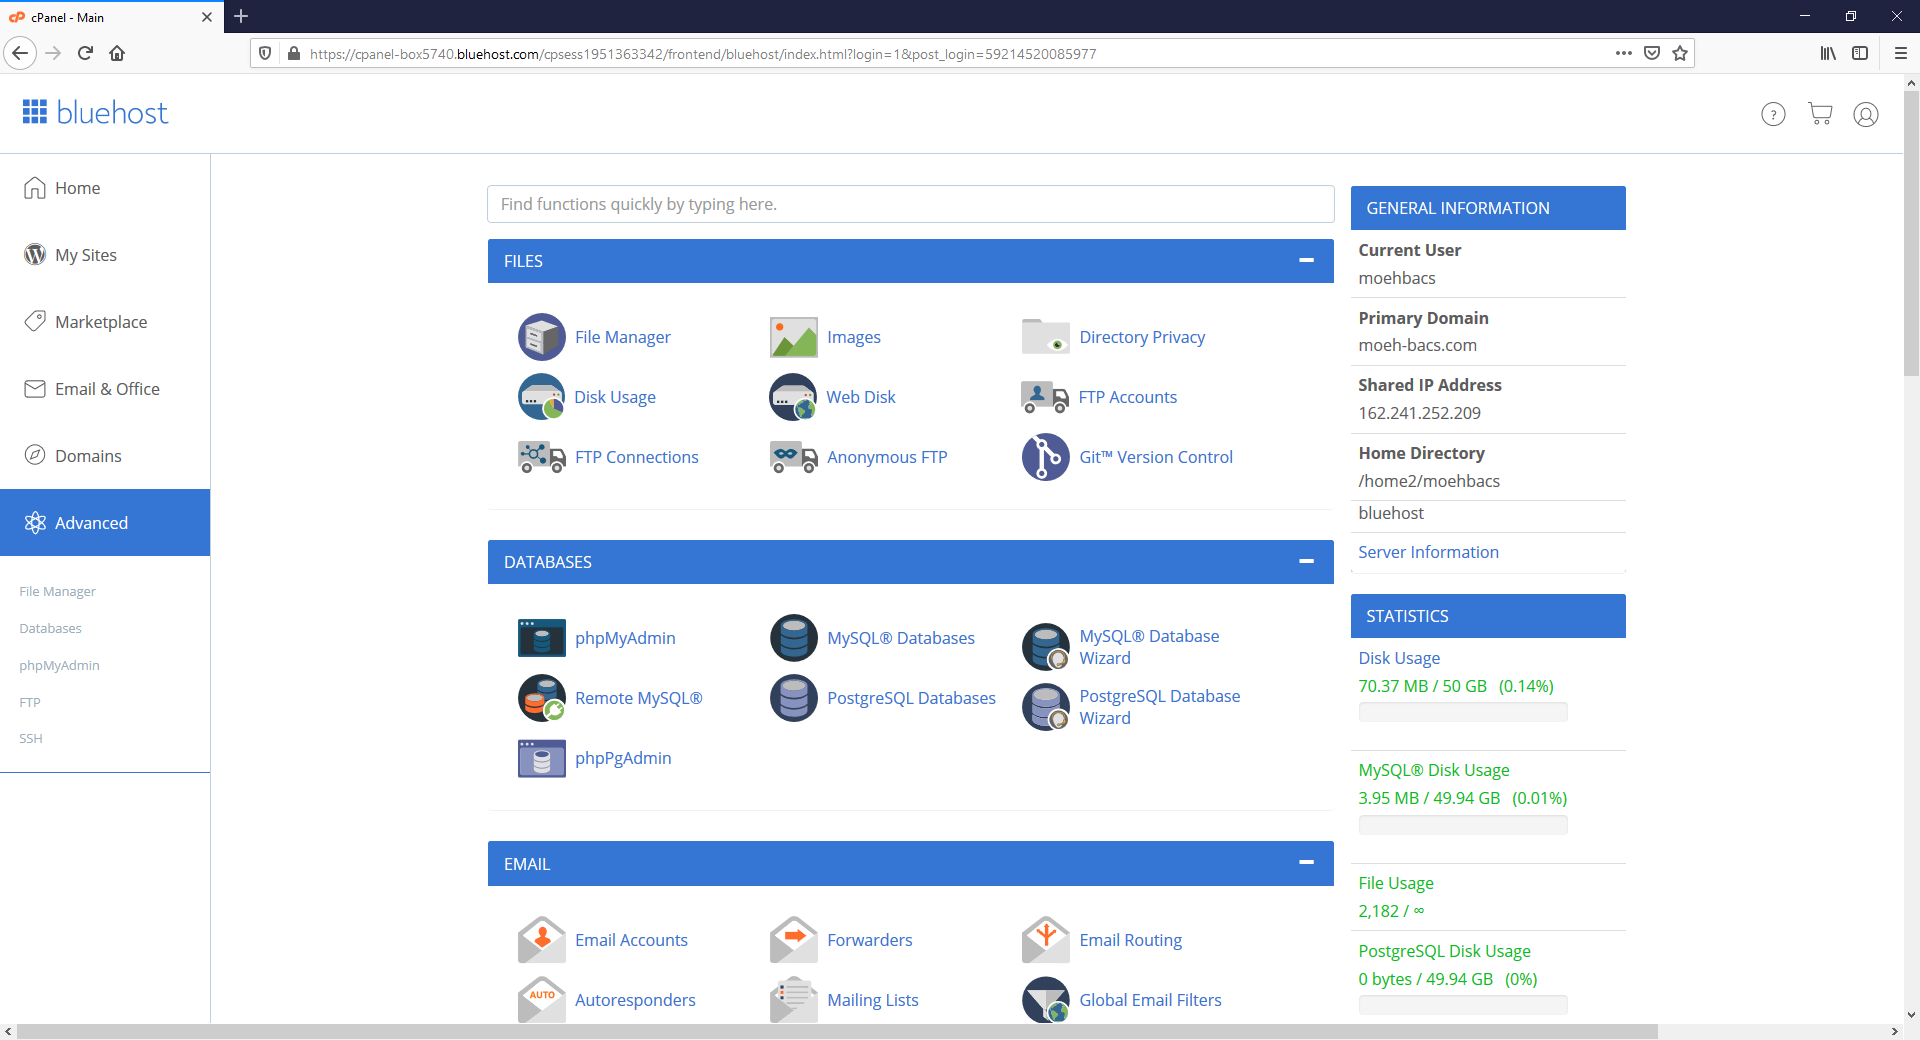 cPanel - Main
https://cpanel-box5740.bluehost.com/cpsess1951363342/frontend/bluehost/index.html?login=1&post_login=59214520085977
bluehost
?
Home
My Sites
Marketplace
Email & Office
Domains
Advanced
File Manager
Databases
phpMyAdmin
FTP
SSH
Find functions quickly by typing here.
FILES
File Manager
Images
Directory Privacy
Disk Usage
Web Disk
FTP Accounts
FTP Connections
Anonymous FTP
Git™ Version Control
DATABASES
phpMyAdmin
MySQL® Databases
MySQL® Database
Wizard
Remote MySQL®
PostgreSQL Databases
PostgreSQL Database
Wizard
phpPgAdmin
EMAIL
Email Accounts
Forwarders
Email Routing
AUTO
Autoresponders
Mailing Lists
Global Email Filters
GENERAL INFORMATION
Current User
moehbacs
Primary Domain
moeh-bacs.com
Shared IP Address
162.241.252.209
Home Directory
/home2/moehbacs
bluehost
Server Information
STATISTICS
Disk Usage
70.37 MB / 50 GB (0.14%)
MySQL® Disk Usage
3.95 MB / 49.94 GB (0.01%)
File Usage
2,182 / ∞
PostgreSQL Disk Usage
0 bytes / 49.94 GB (0%)